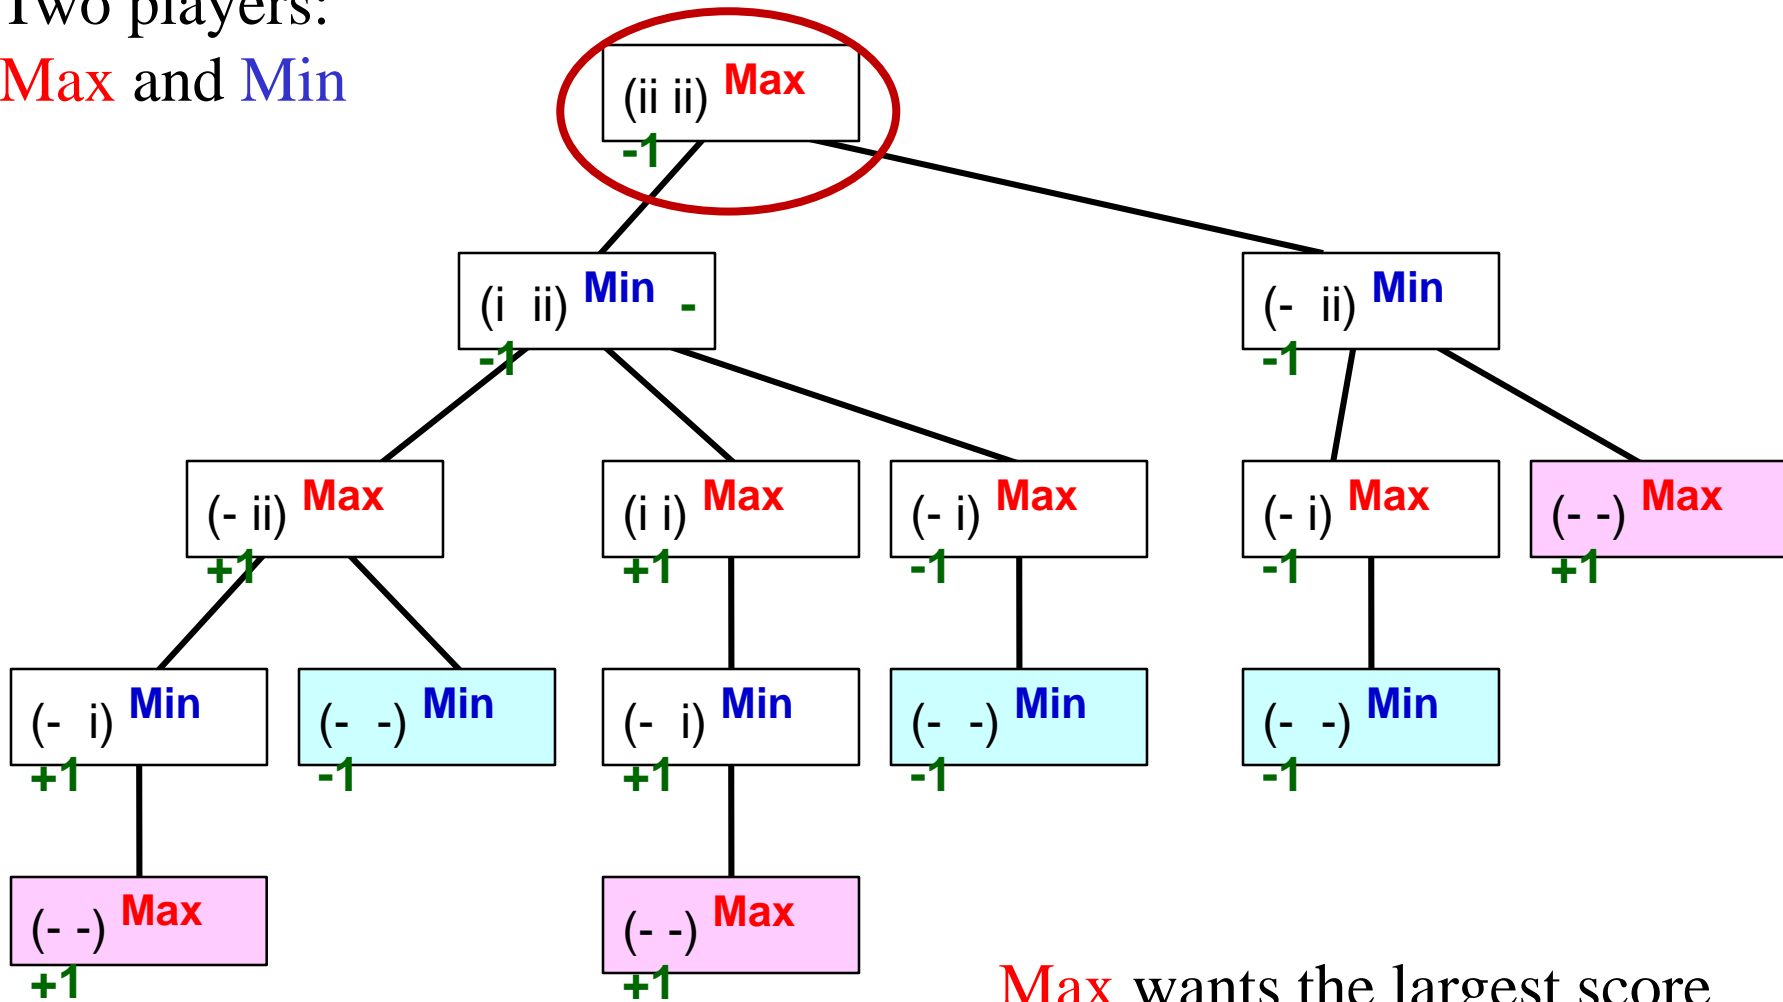 Two players:
Max and Min
(ii ii) Max
-1
(i ii) Min -
-1
(- ii) Min
-1
(- ii) Max
+1
(i i) Max
+1
(- i) Max
-1
(- i) Max
-1
(- -) Max
+1
(- i) Min
+1
(- -) Min
-1
(- i) Min
+1
(- -) Min
-1
(- -) Min
-1
(- -) Max
+1
(- -) Max
+1
Max wants the largest score